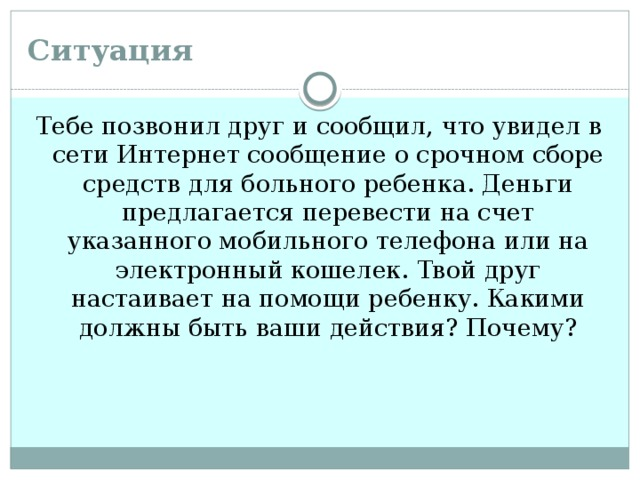 Ситуация
Тебе позвонил друг и сообщил, что увидел в
сети Интернет сообщение о срочном сборе
средств для больного ребенка. Деньги
предлагается перевести на счет
указанного мобильного телефона или на
электронный кошелек. Твой друг
настаивает на помощи ребенку. Какими
должны быть ваши действия? Почему?